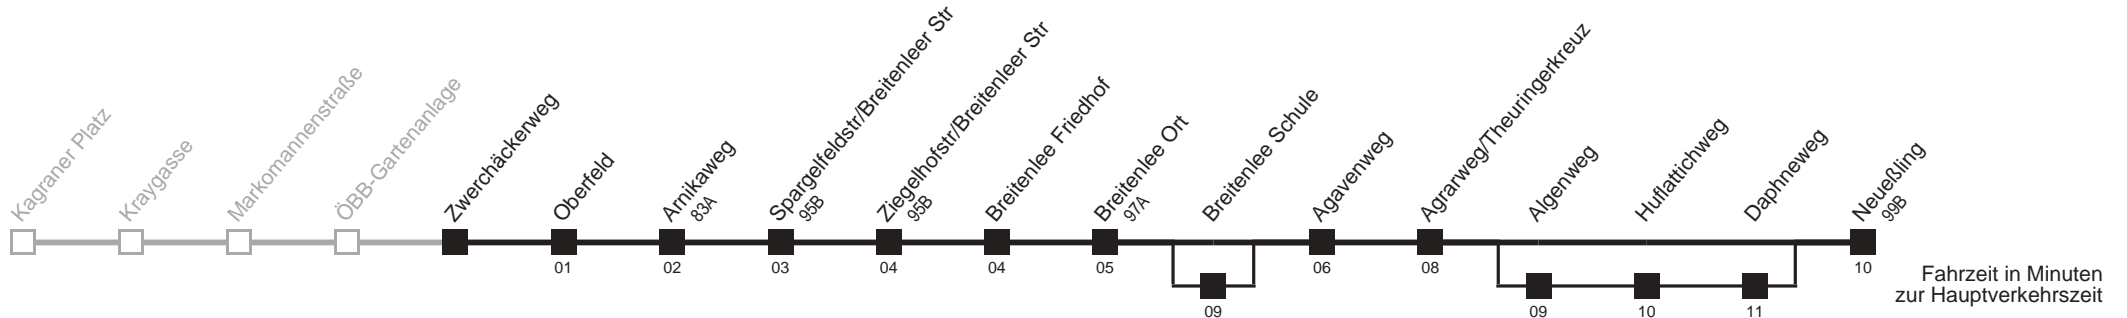 Kagraner Platz
Kraygasse
Markomannenstraße
ÖBB-Gartenanlage
Zwerchäckerweg
Oberfeld
01
Arnikaweg
83A
02
Spargelfeldstr/Breitenleer Str
95B
03
Ziegelhofstr/Breitenleer Str
95B
04
Breitenlee Friedhof
04
Breitenlee Ort
97A
05
Breitenlee Schule
09
Agavenweg
06
Agrarweg/Theuringerkreuz
08
Algenweg
09
Huflattichweg
10
Daphneweg
11
Neueßling
99B
10
Fahrzeit in Minuten
zur Hauptverkehrszeit